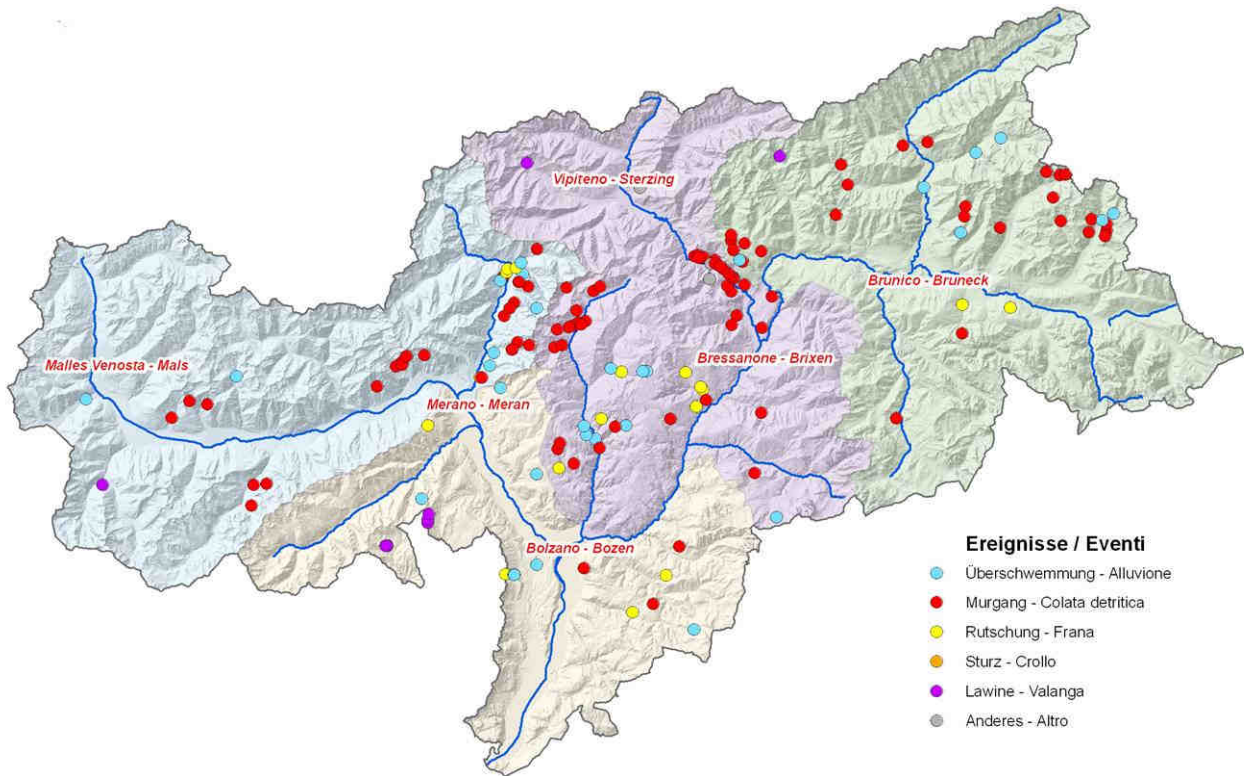 Vipiteno - Sterzing
Brunico - Bruneck
Bressanone - Brixen
Malles Venosta - Mals
Merano - Meran
Bolzano - Bozen
Ereignisse / Eventi
Überschwemmung - Alluvione
Murgang - Colata detritica
Rutschung - Frana
Sturz - Crollo
Lawine - Valanga
Anderes - Altro